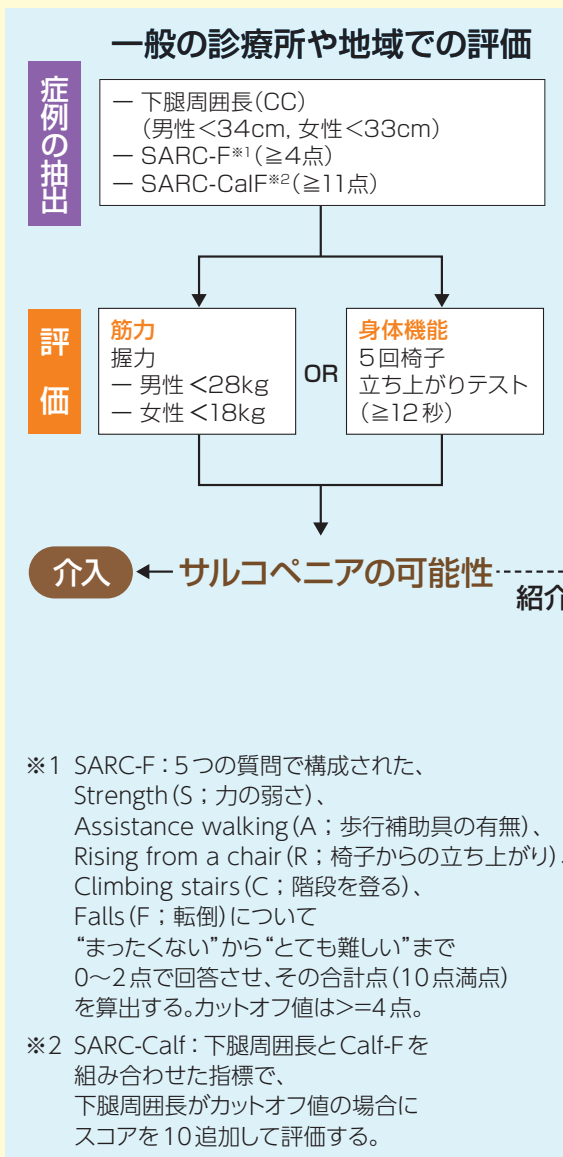 一般の診療所や地域での評価
症例の抽出
― 下腿周囲長(CC)
(男性<34cm, 女性<33cm)
― SARC-F※1(≧4点)
― SARC-CalF※2(≧11点)
評価
筋力
握力
― 男性<28kg
― 女性<18kg
OR
身体機能
5回椅子
立ち上がりテスト
(≧12秒)
介入
サルコペニアの可能性
紹介
※1 SARC-F：5つの質問で構成された、
Strength(S；力の弱さ)、
Assistance walking(A；歩行補助具の有無)、
Rising from a chair(R；椅子からの立ち上がり)、
Climbing stairs(C；階段を登る)、
Falls(F；転倒)について
“まったくない”から“とても難しい”まで
0〜2点で回答させ、その合計点(10点満点)
を算出する。カットオフ値は>=4点。
※2 SARC-Calf：下腿周囲長とCalf-Fを
組み合わせた指標で、
下腿周囲長がカットオフ値の場合に
スコアを10追加して評価する。